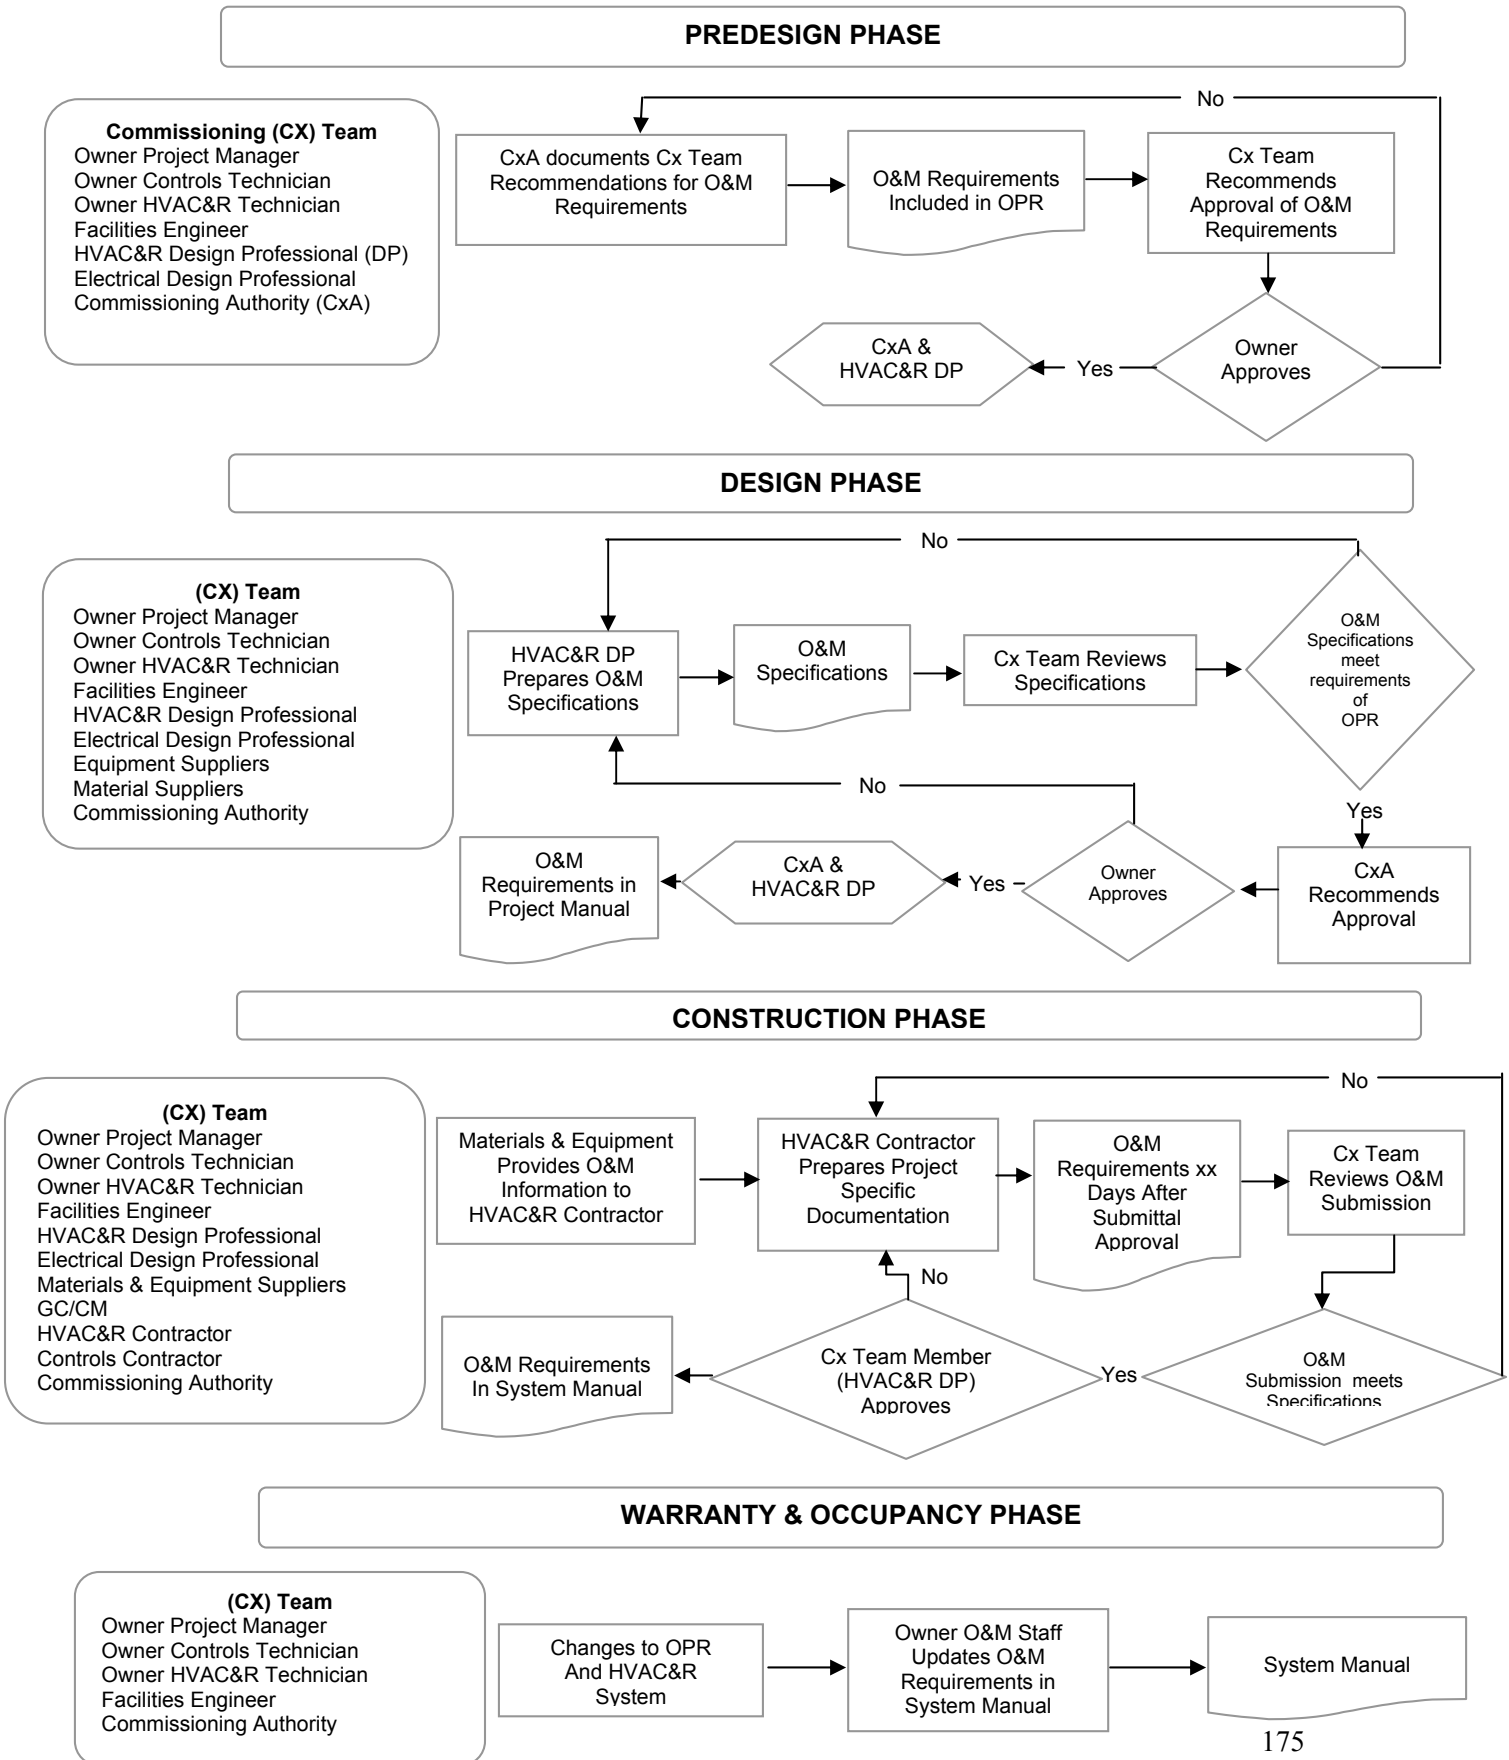 PREDESIGN PHASE
No
Commissioning (CX) Team
Owner Project Manager
Owner Controls Technician
Owner HVAC&R Technician
Facilities Engineer
HVAC&R Design Professional (DP)
Electrical Design Professional
Commissioning Authority (CxA)
CxA documents Cx Team
Recommendations for O&M
Requirements
O&M Requirements
Included in OPR
Cx Team
Recommends
Approval of O&M
Requirements
Owner
Approves
Yes
CxA &
HVAC&R DP
DESIGN PHASE
No
(CX) Team
Owner Project Manager
Owner Controls Technician
Owner HVAC&R Technician
Facilities Engineer
HVAC&R Design Professional
Electrical Design Professional
Equipment Suppliers
Material Suppliers
Commissioning Authority
HVAC&R DP
Prepares O&M
Specifications
O&M
Specifications
Cx Team Reviews
Specifications
O&M
Specifications
meet
requirements
of
OPR
Yes
No
CxA
Recommends
Approval
Owner
Approves
Yes
CxA &
HVAC&R DP
O&M
Requirements in
Project Manual
CONSTRUCTION PHASE
No
(CX) Team
Owner Project Manager
Owner Controls Technician
Owner HVAC&R Technician
Facilities Engineer
HVAC&R Design Professional
Electrical Design Professional
Materials & Equipment Suppliers
GC/CM
HVAC&R Contractor
Controls Contractor
Commissioning Authority
Materials & Equipment
Provides O&M
Information to
HVAC&R Contractor
HVAC&R Contractor
Prepares Project
Specific
Documentation
O&M
Requirements xx
Days After
Submittal
Approval
Cx Team
Reviews O&M
Submission
O&M
Submission meets
Specifications
Yes
No
Cx Team Member
(HVAC&R DP)
Approves
O&M Requirements
In System Manual
WARRANTY & OCCUPANCY PHASE
(CX) Team
Owner Project Manager
Owner Controls Technician
Owner HVAC&R Technician
Facilities Engineer
Commissioning Authority
Changes to OPR
And HVAC&R
System
Owner O&M Staff
Updates O&M
Requirements in
System Manual
System Manual
175